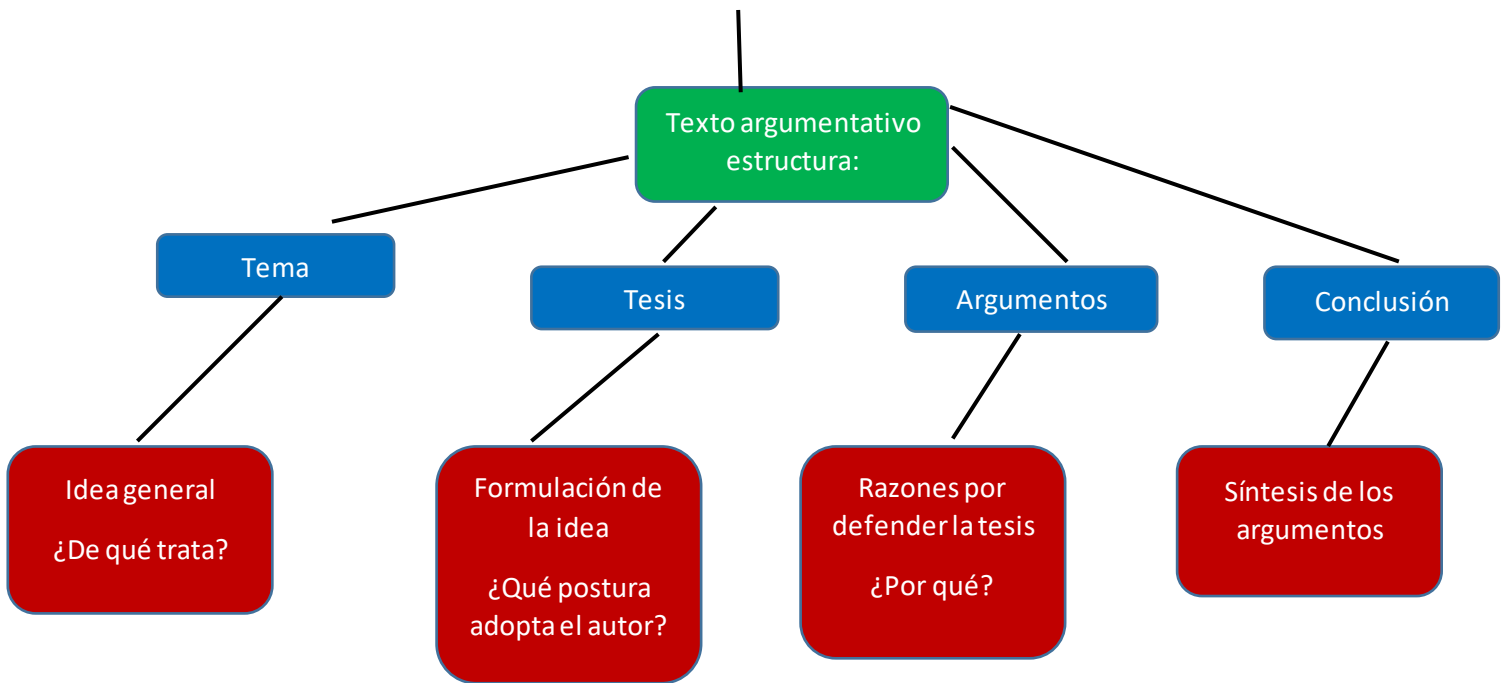 Texto argumentativo
estructura:
Tema
Tesis
Argumentos
Conclusión
Idea general
¿De qué trata?
Formulación de
la idea
¿Qué postura
adopta el autor?
Razones por
defender la tesis
¿Por qué?
Síntesis de los
argumentos